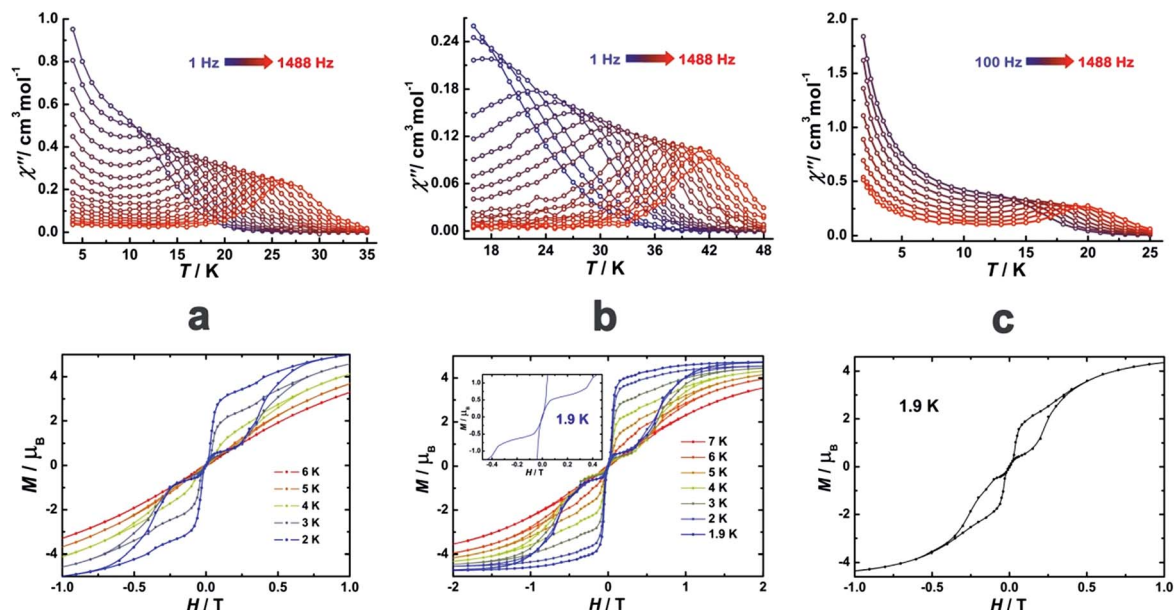 χ′′/ cm³mol⁻¹
1.0
0.8
0.6
0.4
0.2
0.0
1 Hz 1488 Hz
5 10 15 20 25 30 35
T / K
χ′′/ cm³mol⁻¹
0.24
0.18
0.12
0.06
0.00
1 Hz 1488 Hz
18 24 30 36 42 48
T / K
χ′′/ cm³mol⁻¹
2.0
1.5
1.0
0.5
0.0
100 Hz 1488 Hz
5 10 15 20 25
T / K
a b c
M / μB
4
2
0
-2
-4
6 K
5 K
4 K
3 K
2 K
-1.0 -0.5 0.0 0.5 1.0
H / T
M / μB
4
2
0
-2
-4
M / μB
1.0
0.5
0.0
-0.5
-1.0
1.9 K
-0.4 0.0 0.4
H / T
7 K
6 K
5 K
4 K
3 K
2 K
1.9 K
-2 -1 0 1 2
H / T
M / μB
4
2
0
-2
-4
1.9 K
-1.0 -0.5 0.0 0.5 1.0
H / T